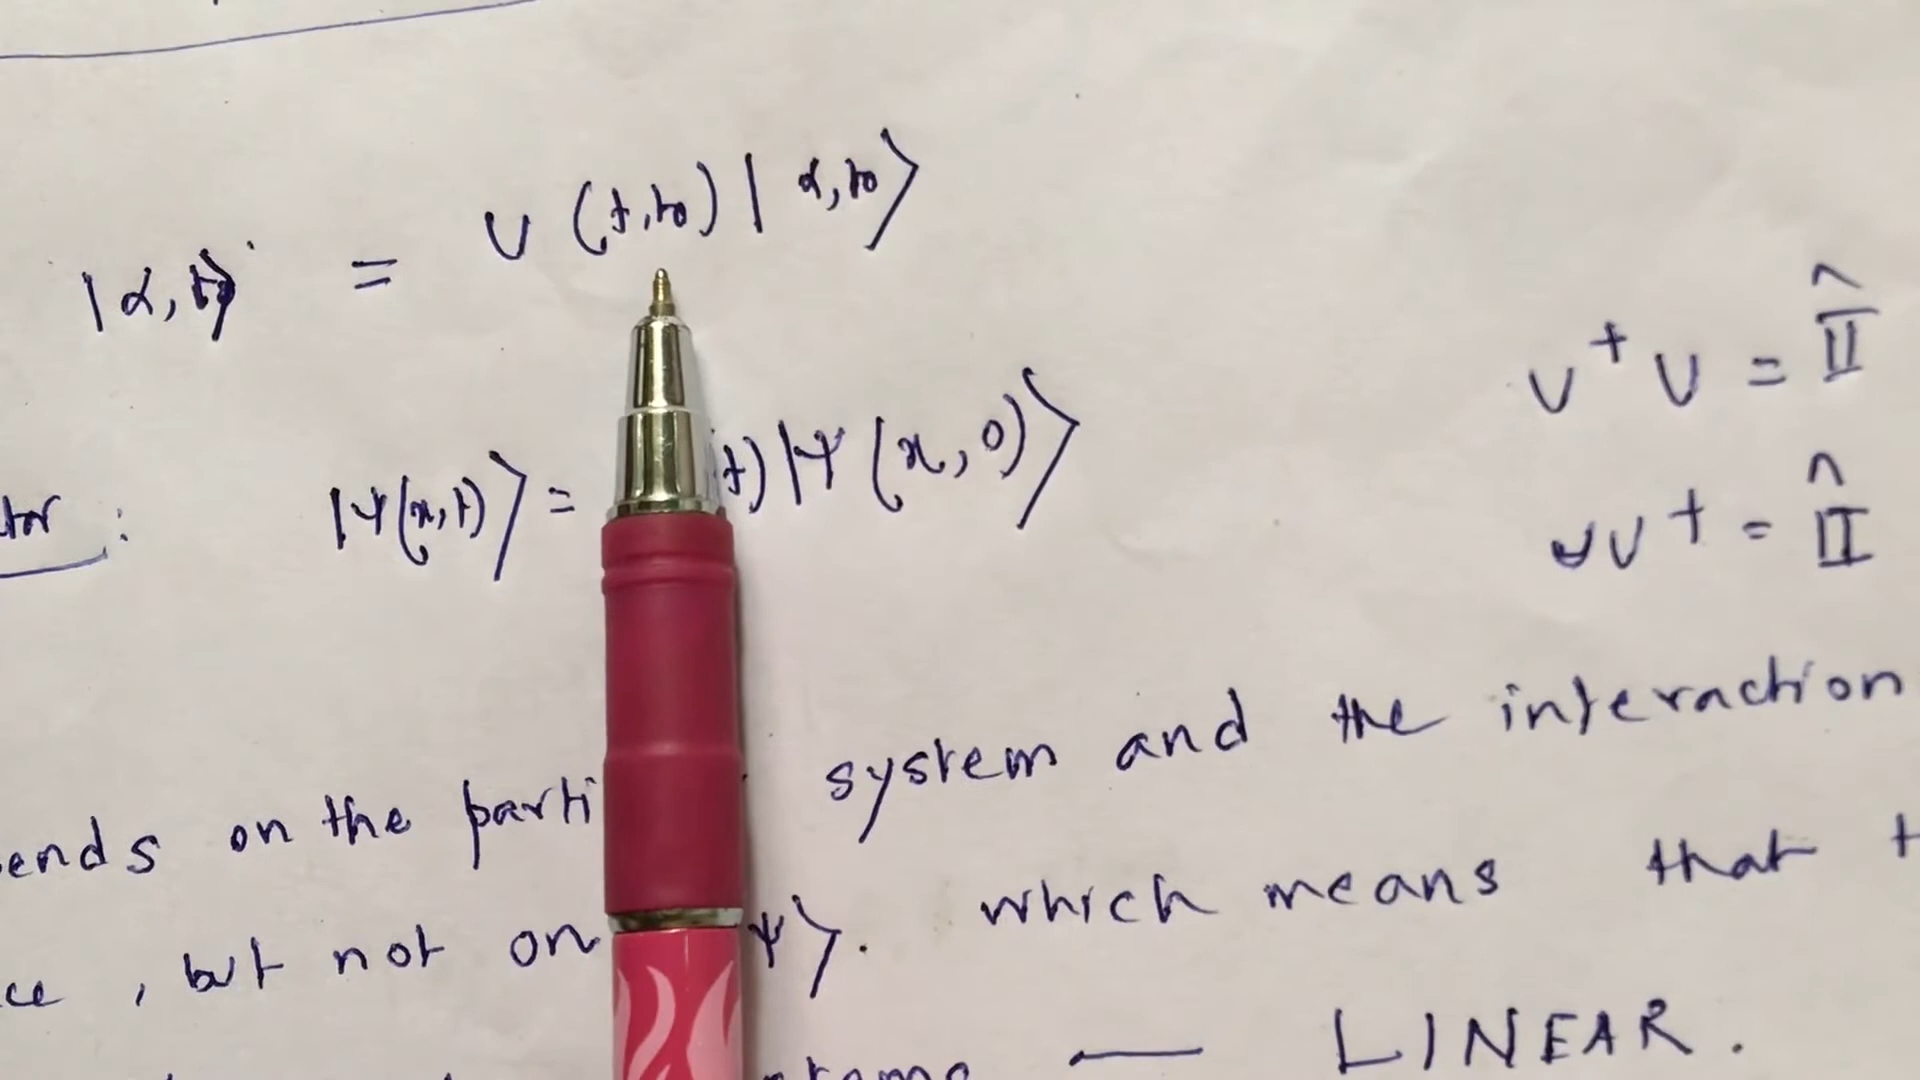 |α, t⟩ = U (t, t₀) | α, t₀⟩
U† U = 𝕀̂
: |Ψ(x, t)⟩ = t) |Ψ (x, 0)⟩
UU† = 𝕀̂
ends on the parti system and the interaction
ce , but not on Ψ⟩. which means that t
— LINEAR.